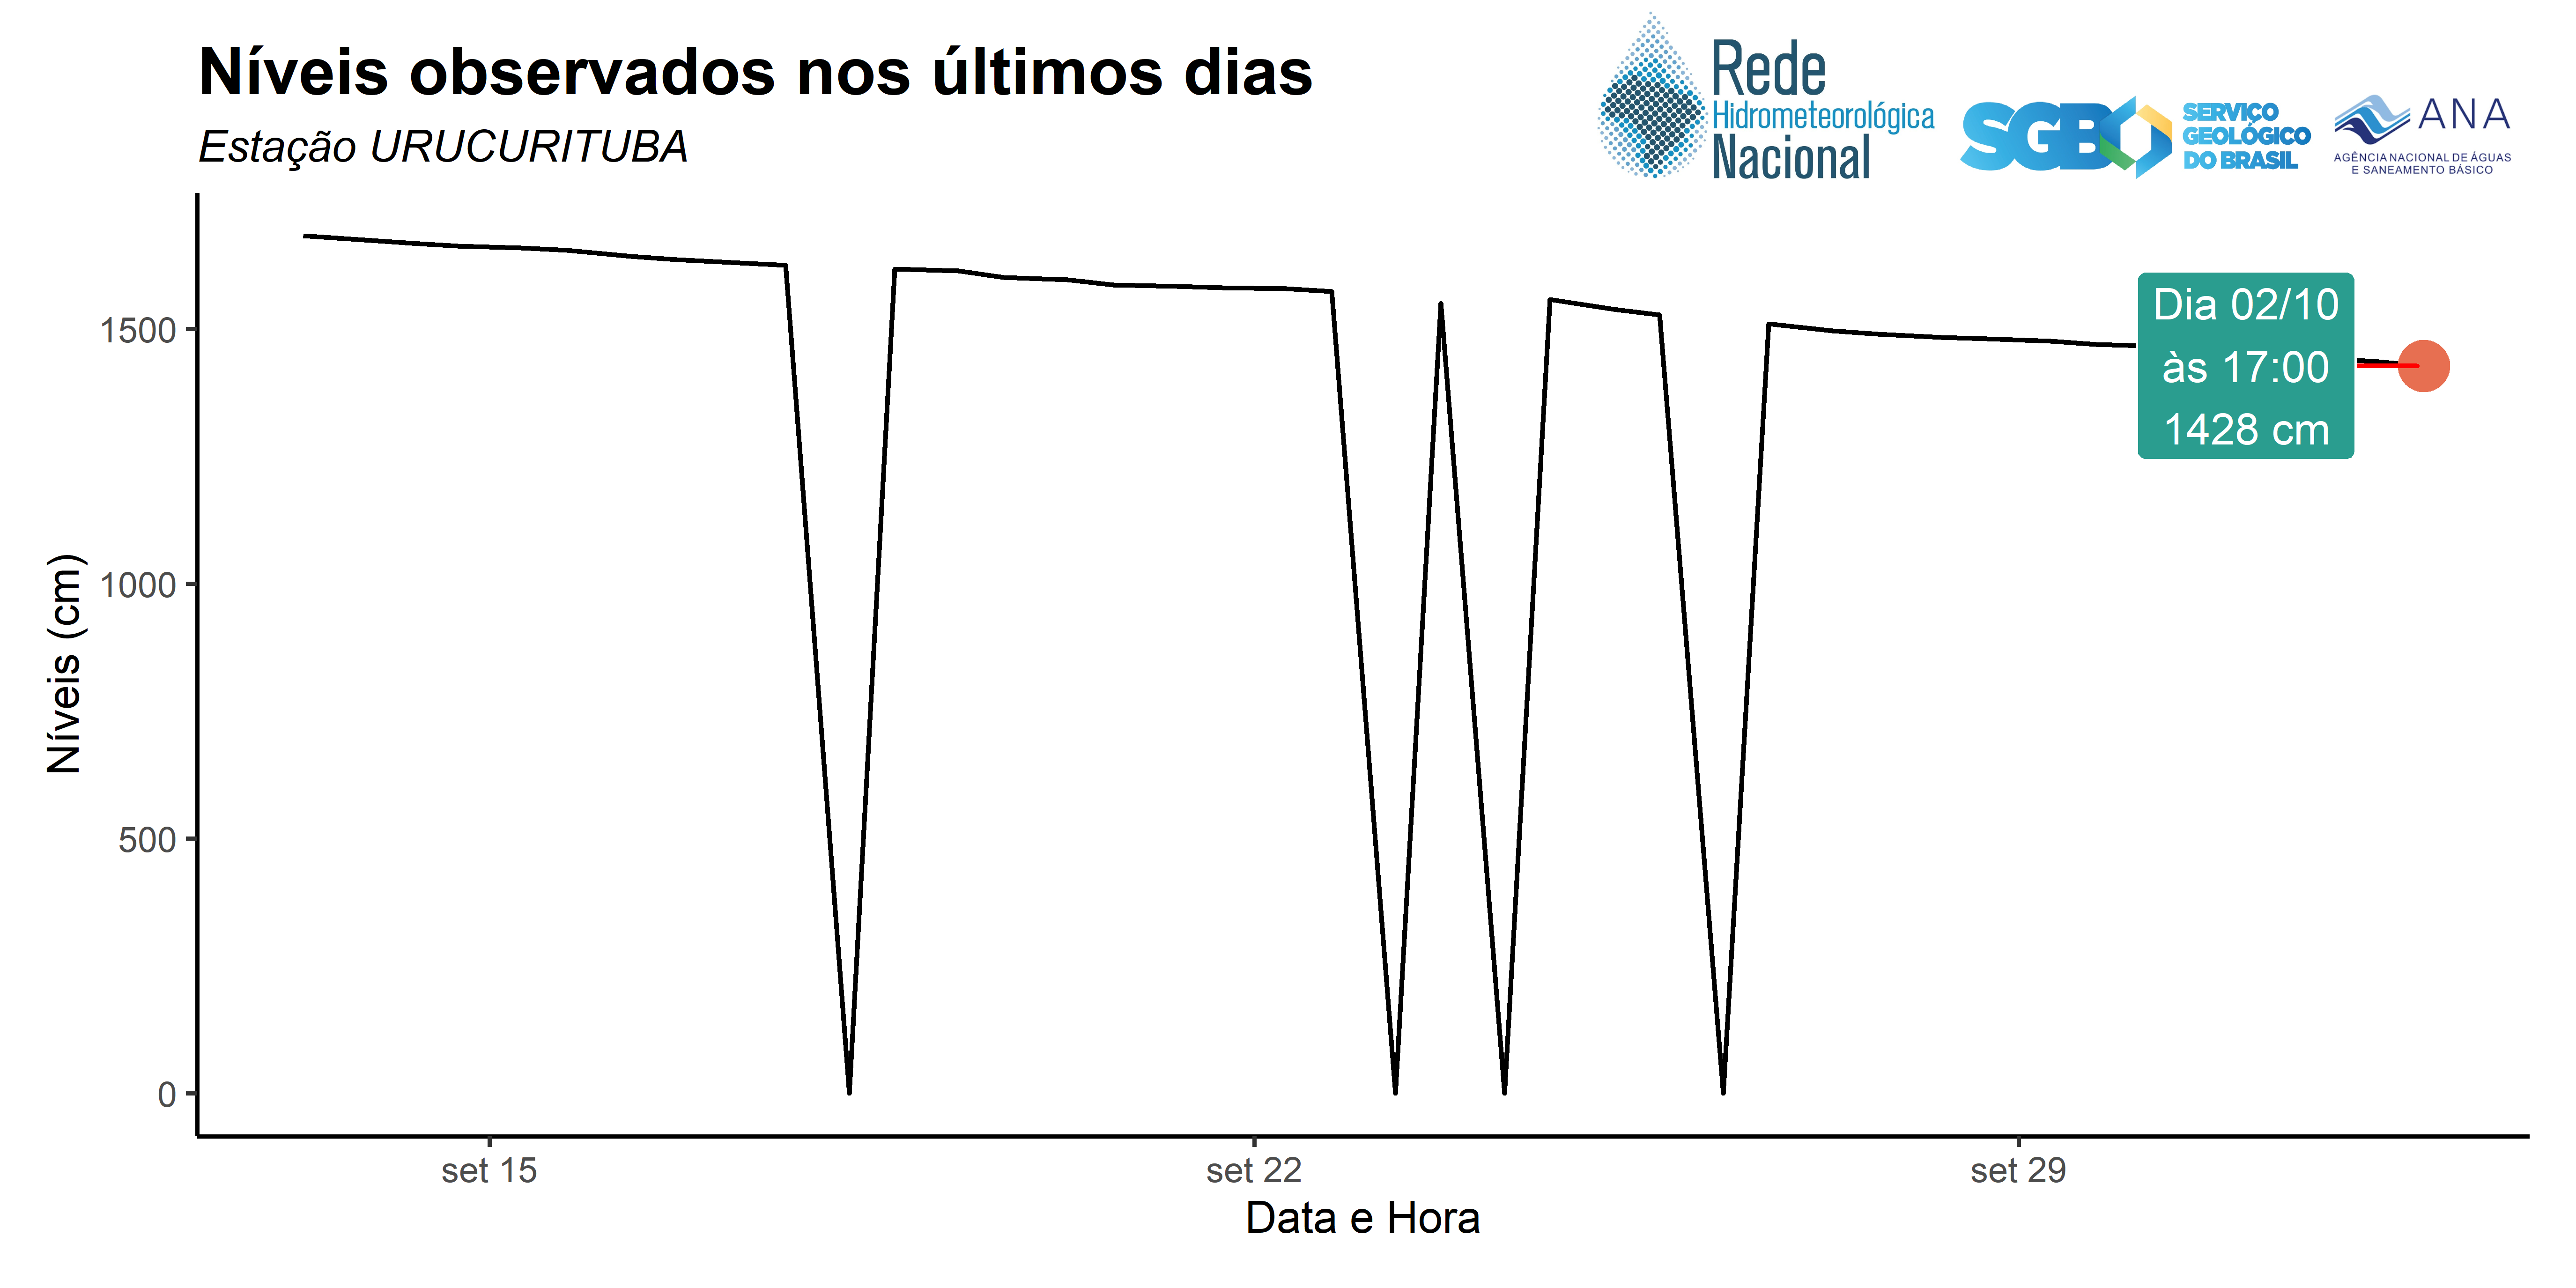 Níveis observados nos últimos dias
Estação URUCURITUBA
Rede
Hidrometeorológica
Nacional
SGB
SERVIÇO
GEOLÓGICO
DO BRASIL
ANA
AGÊNCIA NACIONAL DE ÁGUAS
E SANEAMENTO BÁSICO
Níveis (cm)
1500
1000
500
0
Dia 02/10
às 17:00
1428 cm
set 15
set 22
set 29
Data e Hora